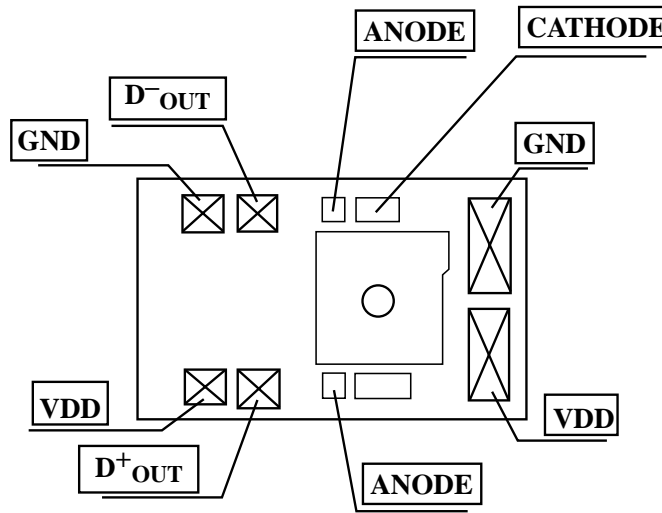 ANODE
CATHODE
D⁻OUT
GND
GND
VDD
VDD
D⁺OUT
ANODE